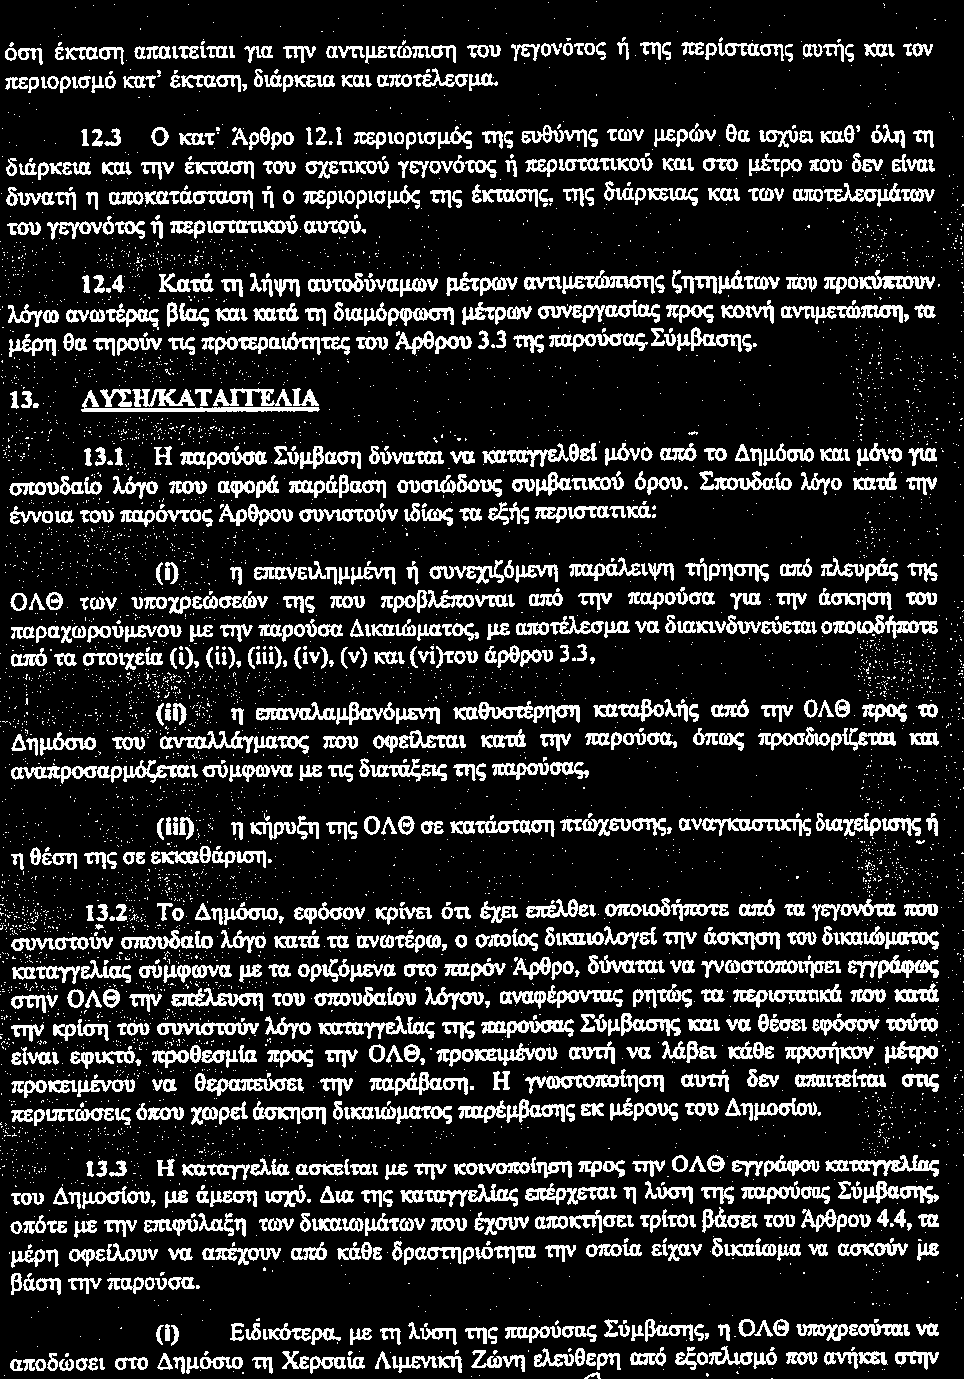 όση έκταση απαιτείται για την αντιμετώπιση του γεγονότος ή της περίστασης αυτής και τον
περιορισμό κατ’ έκταση, διάρκεια και αποτέλεσμα.
12.3 Ο κατ’ Άρθρο 12.1 περιορισμός της ευθύνης των μερών θα ισχύει καθ’ όλη τη
διάρκεια και την έκταση του σχετικού γεγονότος ή περιστατικού και στο μέτρο που δεν είναι
δυνατή η αποκατάσταση ή ο περιορισμός της έκτασης, της διάρκειας και των αποτελεσμάτων
του γεγονότος ή περιστατικού αυτού.
12.4 Κατά τη λήψη αυτοδύναμων μέτρων αντιμετώπισης ζητημάτων που προκύπτουν
λόγω ανωτέρας βίας και κατά τη διαμόρφωση μέτρων συνεργασίας προς κοινή αντιμετώπιση, τα
μέρη θα τηρούν τις προτεραιότητες του Άρθρου 3.3 της παρούσας Σύμβασης.
13. ΛΥΣΗ/ΚΑΤΑΓΓΕΛΙΑ
13.1 Η παρούσα Σύμβαση δύναται να καταγγελθεί μόνο από το Δημόσιο και μόνο για
σπουδαίο λόγο που αφορά παράβαση ουσιώδους συμβατικού όρου. Σπουδαίο λόγο κατά την
έννοια του παρόντος Άρθρου συνιστούν ιδίως τα εξής περιστατικά:
(i) η επανειλημμένη ή συνεχιζόμενη παράλειψη τήρησης από πλευράς της
ΟΛΘ των υποχρεώσεών της που προβλέπονται από την παρούσα για την άσκηση του
παραχωρούμενου με την παρούσα Δικαιώματος, με αποτέλεσμα να διακινδυνεύεται οποιοδήποτε
από τα στοιχεία (i), (ii), (iii), (iv), (v) και (vi)του άρθρου 3.3,
(ii) η επαναλαμβανόμενη καθυστέρηση καταβολής από την ΟΛΘ προς το
Δημόσιο του ανταλλάγματος που οφείλεται κατά την παρούσα, όπως προσδιορίζεται και
αναπροσαρμόζεται σύμφωνα με τις διατάξεις της παρούσας,
(iii) η κήρυξη της ΟΛΘ σε κατάσταση πτώχευσης, αναγκαστικής διαχείρισης ή
η θέση της σε εκκαθάριση.
13.2 Το Δημόσιο, εφόσον κρίνει ότι έχει επέλθει οποιοδήποτε από τα γεγονότα που
συνιστούν σπουδαίο λόγο κατά τα ανωτέρω, ο οποίος δικαιολογεί την άσκηση του δικαιώματος
καταγγελίας σύμφωνα με τα οριζόμενα στο παρόν Άρθρο, δύναται να γνωστοποιήσει εγγράφως
στην ΟΛΘ την επέλευση του σπουδαίου λόγου, αναφέροντας ρητώς τα περιστατικά που κατά
την κρίση του συνιστούν λόγο καταγγελίας της παρούσας Σύμβασης και να θέσει εφόσον τούτο
είναι εφικτό, προθεσμία προς την ΟΛΘ, προκειμένου αυτή να λάβει κάθε προσήκον μέτρο
προκειμένου να θεραπεύσει την παράβαση. Η γνωστοποίηση αυτή δεν απαιτείται στις
περιπτώσεις όπου χωρεί άσκηση δικαιώματος παρέμβασης εκ μέρους του Δημοσίου.
13.3 Η καταγγελία ασκείται με την κοινοποίηση προς την ΟΛΘ εγγράφου καταγγελίας
του Δημοσίου, με άμεση ισχύ. Δια της καταγγελίας επέρχεται η λύση της παρούσας Σύμβασης,
οπότε με την επιφύλαξη των δικαιωμάτων που έχουν αποκτήσει τρίτοι βάσει του Άρθρου 4.4, τα
μέρη οφείλουν να απέχουν από κάθε δραστηριότητα την οποία είχαν δικαίωμα να ασκούν με
βάση την παρούσα.
(i) Ειδικότερα, με τη λύση της παρούσας Σύμβασης, η ΟΛΘ υποχρεούται να
αποδώσει στο Δημόσιο τη Χερσαία Λιμενική Ζώνη ελεύθερη από εξοπλισμό που ανήκει στην